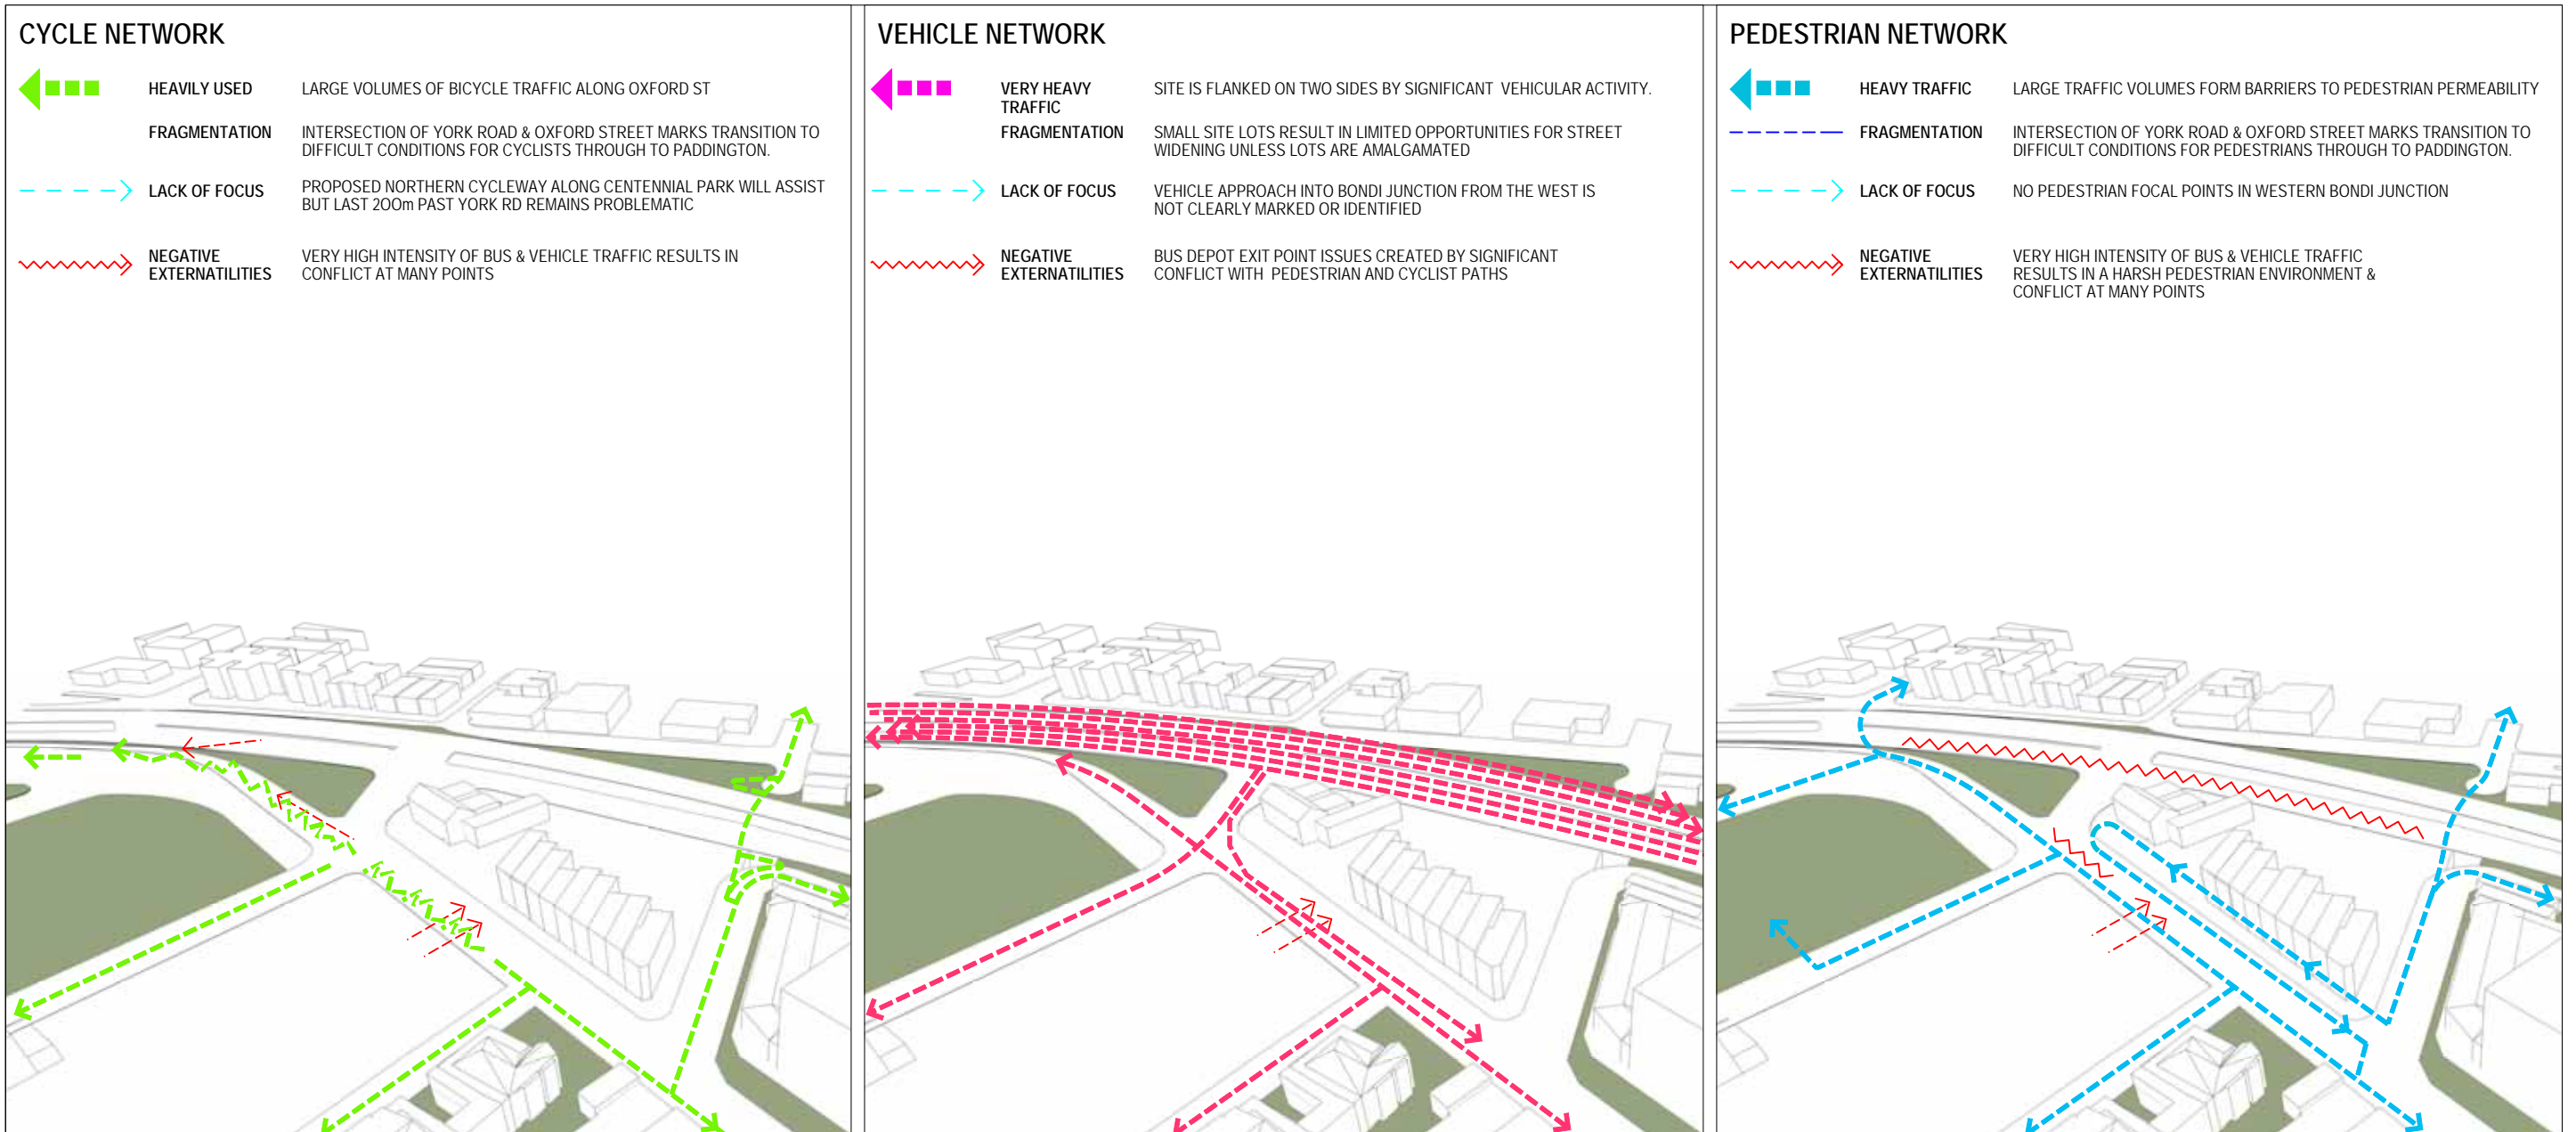 CYCLE NETWORK
HEAVILY USED
LARGE VOLUMES OF BICYCLE TRAFFIC ALONG OXFORD ST
FRAGMENTATION
INTERSECTION OF YORK ROAD & OXFORD STREET MARKS TRANSITION TO
DIFFICULT CONDITIONS FOR CYCLISTS THROUGH TO PADDINGTON.
LACK OF FOCUS
PROPOSED NORTHERN CYCLEWAY ALONG CENTENNIAL PARK WILL ASSIST
BUT LAST 200m PAST YORK RD REMAINS PROBLEMATIC
NEGATIVE
EXTERNATILITIES
VERY HIGH INTENSITY OF BUS & VEHICLE TRAFFIC RESULTS IN
CONFLICT AT MANY POINTS
VEHICLE NETWORK
VERY HEAVY
TRAFFIC
SITE IS FLANKED ON TWO SIDES BY SIGNIFICANT VEHICULAR ACTIVITY.
FRAGMENTATION
SMALL SITE LOTS RESULT IN LIMITED OPPORTUNITIES FOR STREET
WIDENING UNLESS LOTS ARE AMALGAMATED
LACK OF FOCUS
VEHICLE APPROACH INTO BONDI JUNCTION FROM THE WEST IS
NOT CLEARLY MARKED OR IDENTIFIED
NEGATIVE
EXTERNATILITIES
BUS DEPOT EXIT POINT ISSUES CREATED BY SIGNIFICANT
CONFLICT WITH PEDESTRIAN AND CYCLIST PATHS
PEDESTRIAN NETWORK
HEAVY TRAFFIC
LARGE TRAFFIC VOLUMES FORM BARRIERS TO PEDESTRIAN PERMEABILITY
FRAGMENTATION
INTERSECTION OF YORK ROAD & OXFORD STREET MARKS TRANSITION TO
DIFFICULT CONDITIONS FOR PEDESTRIANS THROUGH TO PADDINGTON.
LACK OF FOCUS
NO PEDESTRIAN FOCAL POINTS IN WESTERN BONDI JUNCTION
NEGATIVE
EXTERNATILITIES
VERY HIGH INTENSITY OF BUS & VEHICLE TRAFFIC
RESULTS IN A HARSH PEDESTRIAN ENVIRONMENT &
CONFLICT AT MANY POINTS